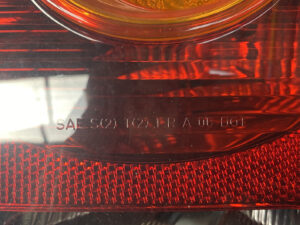 SAE S(2) T(2) I R A 06 DOT